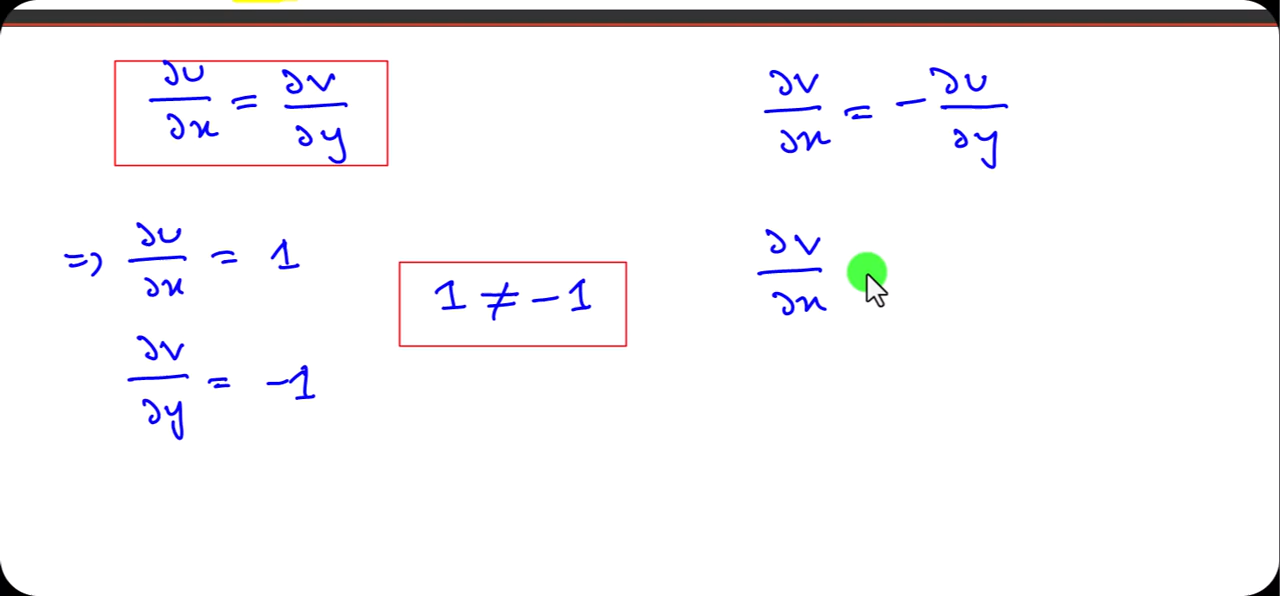 ∂u/∂x = ∂v/∂y
∂v/∂x = -∂u/∂y
=> ∂u/∂x = 1
1 ≠ -1
∂v/∂y = -1
∂v/∂x